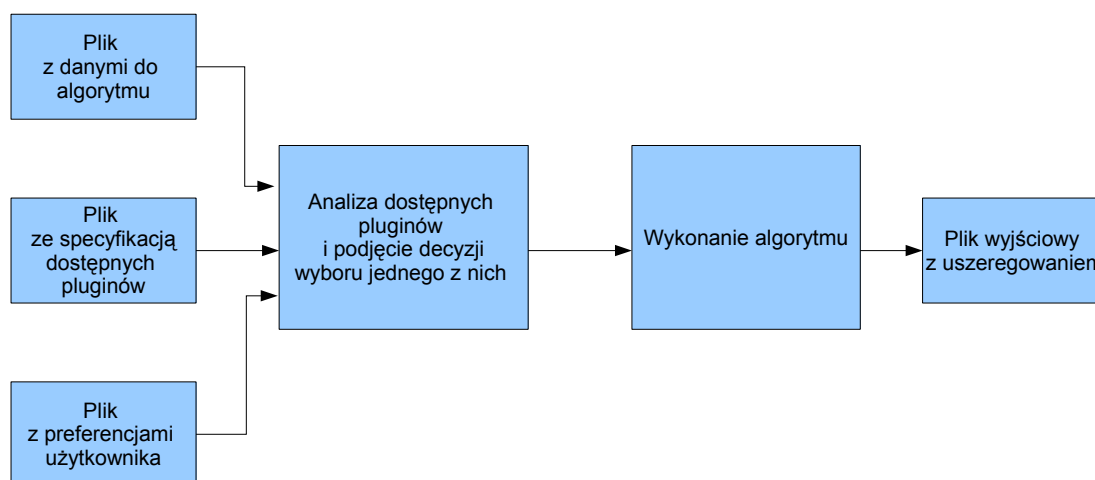 Plik
z danymi do
algorytmu
Plik
ze specyfikacją
dostępnych
pluginów
Plik
z preferencjami
użytkownika
Analiza dostępnych
pluginów
i podjęcie decyzji
wyboru jednego z nich
Wykonanie algorytmu
Plik wyjściowy
z uszeregowaniem